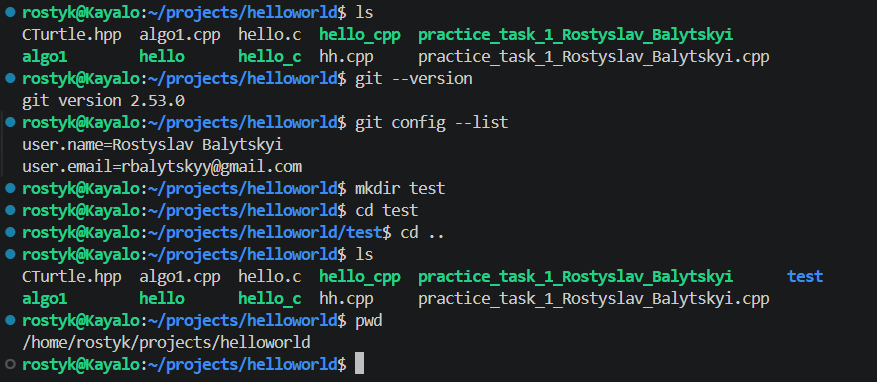 rostyk@Kayalo:~/projects/helloworld$ ls
CTurtle.hpp algo1.cpp hello.c hello_cpp practice_task_1_Rostyslav_Balytskyi
algo1 hello hello_c hh.cpp practice_task_1_Rostyslav_Balytskyi.cpp
rostyk@Kayalo:~/projects/helloworld$ git --version
git version 2.53.0
rostyk@Kayalo:~/projects/helloworld$ git config --list
user.name=Rostyslav Balytskyi
user.email=rbalytskyy@gmail.com
rostyk@Kayalo:~/projects/helloworld$ mkdir test
rostyk@Kayalo:~/projects/helloworld$ cd test
rostyk@Kayalo:~/projects/helloworld/test$ cd ..
rostyk@Kayalo:~/projects/helloworld$ ls
CTurtle.hpp algo1.cpp hello.c hello_cpp practice_task_1_Rostyslav_Balytskyi test
algo1 hello hello_c hh.cpp practice_task_1_Rostyslav_Balytskyi.cpp
rostyk@Kayalo:~/projects/helloworld$ pwd
/home/rostyk/projects/helloworld
rostyk@Kayalo:~/projects/helloworld$